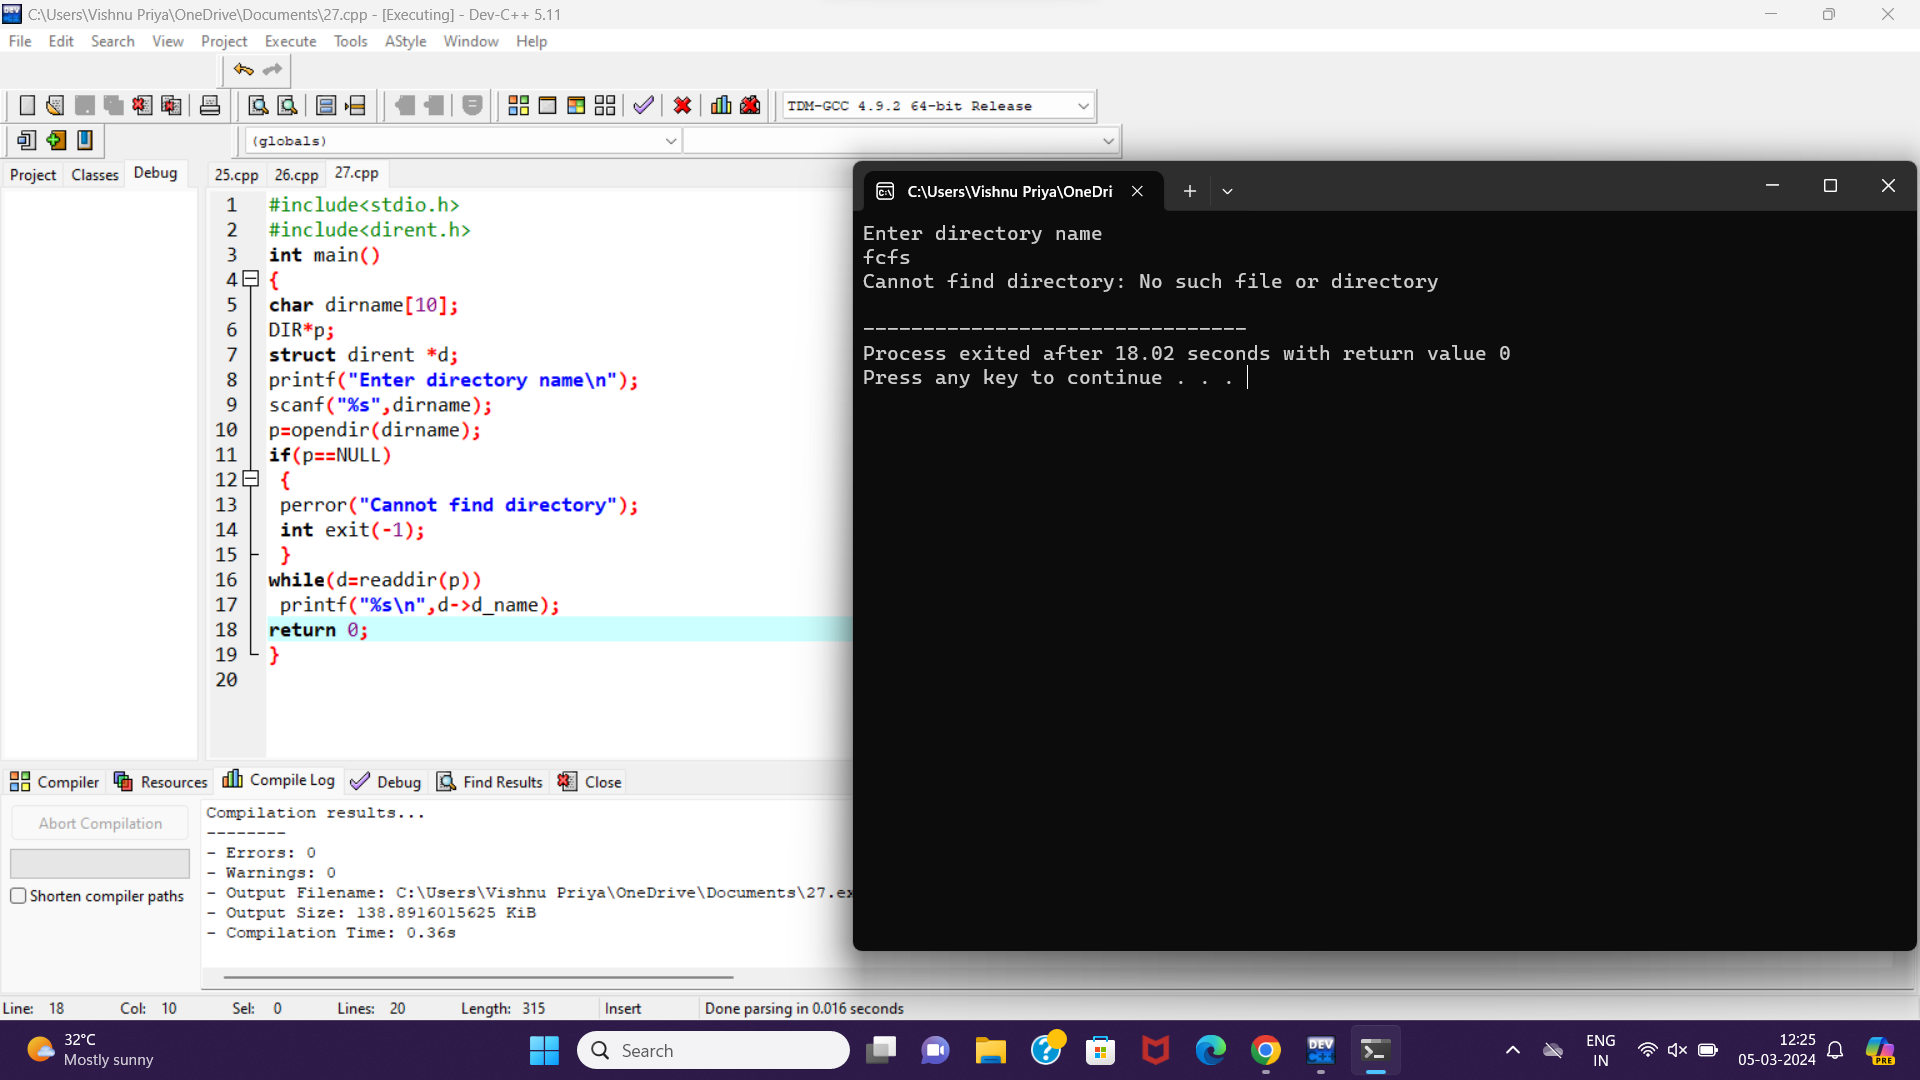 C:\Users\Vishnu Priya\OneDrive\Documents\27.cpp - [Executing] - Dev-C++ 5.11
File Edit Search View Project Execute Tools AStyle Window Help
TDM-GCC 4.9.2 64-bit Release
(globals)
Project Classes Debug
25.cpp 26.cpp 27.cpp
1 #include<stdio.h>
2 #include<dirent.h>
3 int main()
4 {
5 char dirname[10];
6 DIR*p;
7 struct dirent *d;
8 printf("Enter directory name\n");
9 scanf("%s",dirname);
10 p=opendir(dirname);
11 if(p==NULL)
12 {
13 perror("Cannot find directory");
14 int exit(-1);
15 }
16 while(d=readdir(p))
17 printf("%s\n",d->d_name);
18 return 0;
19 }
20
C:\Users\Vishnu Priya\OneDri
Enter directory name
fcfs
Cannot find directory: No such file or directory
--------------------------------
Process exited after 18.02 seconds with return value 0
Press any key to continue . . .
Compiler Resources Compile Log Debug Find Results Close
Abort Compilation
Shorten compiler paths
Compilation results...
--------
- Errors: 0
- Warnings: 0
- Output Filename: C:\Users\Vishnu Priya\OneDrive\Documents\27.ex
- Output Size: 138.8916015625 KiB
- Compilation Time: 0.36s
Line: 18 Col: 10 Sel: 0 Lines: 20 Length: 315 Insert Done parsing in 0.016 seconds
32°C
Mostly sunny
Search
DEV
ENG
IN
12:25
05-03-2024
PRE